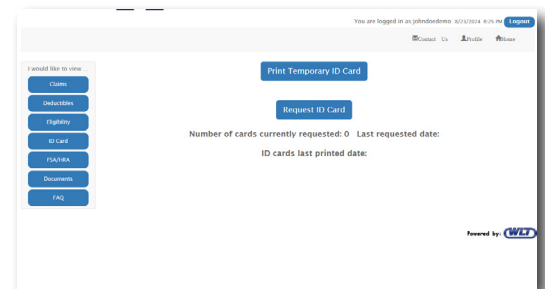 You are logged in as johndoedemo 8/23/2024 8:25 PM Logout
Contact Us Profile Home
I would like to view
Claims
Deductibles
Eligibility
ID Card
FSA/HRA
Documents
FAQ
Print Temporary ID Card
Request ID Card
Number of cards currently requested: 0 Last requested date:
ID cards last printed date:
Powered by: WLT